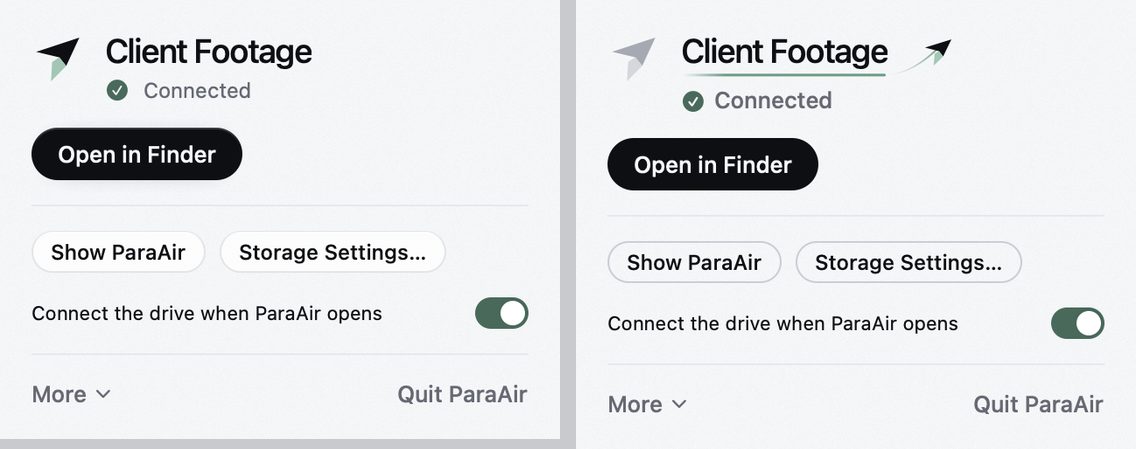 Client Footage
Connected
Open in Finder
Show ParaAir
Storage Settings...
Connect the drive when ParaAir opens
More
Quit ParaAir
Client Footage
Connected
Open in Finder
Show ParaAir
Storage Settings...
Connect the drive when ParaAir opens
More
Quit ParaAir